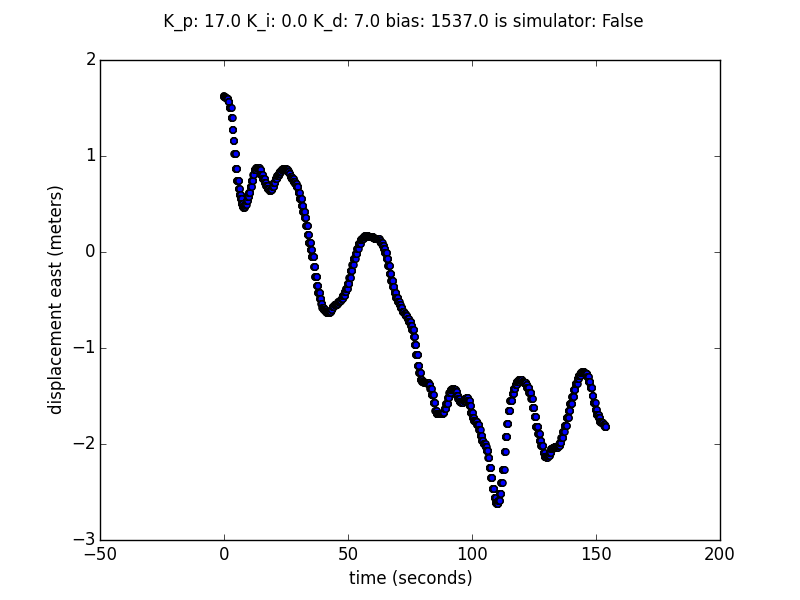 K_p: 17.0 K_i: 0.0 K_d: 7.0 bias: 1537.0 is simulator: False
2
1
0
−1
−2
−3
displacement east (meters)
−50 0 50 100 150 200
time (seconds)